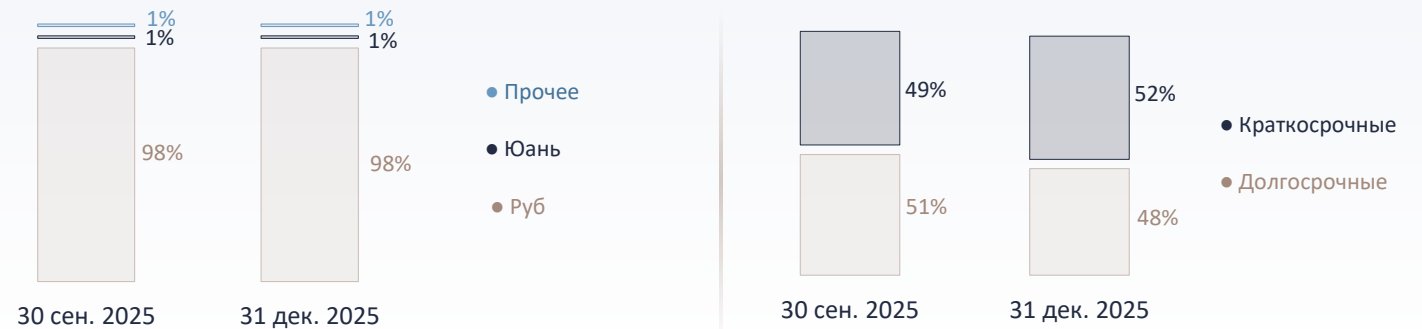 1%
1%
98%
30 сен. 2025
1%
1%
98%
31 дек. 2025
● Прочее
● Юань
● Руб
49%
51%
30 сен. 2025
52%
48%
31 дек. 2025
● Краткосрочные
● Долгосрочные